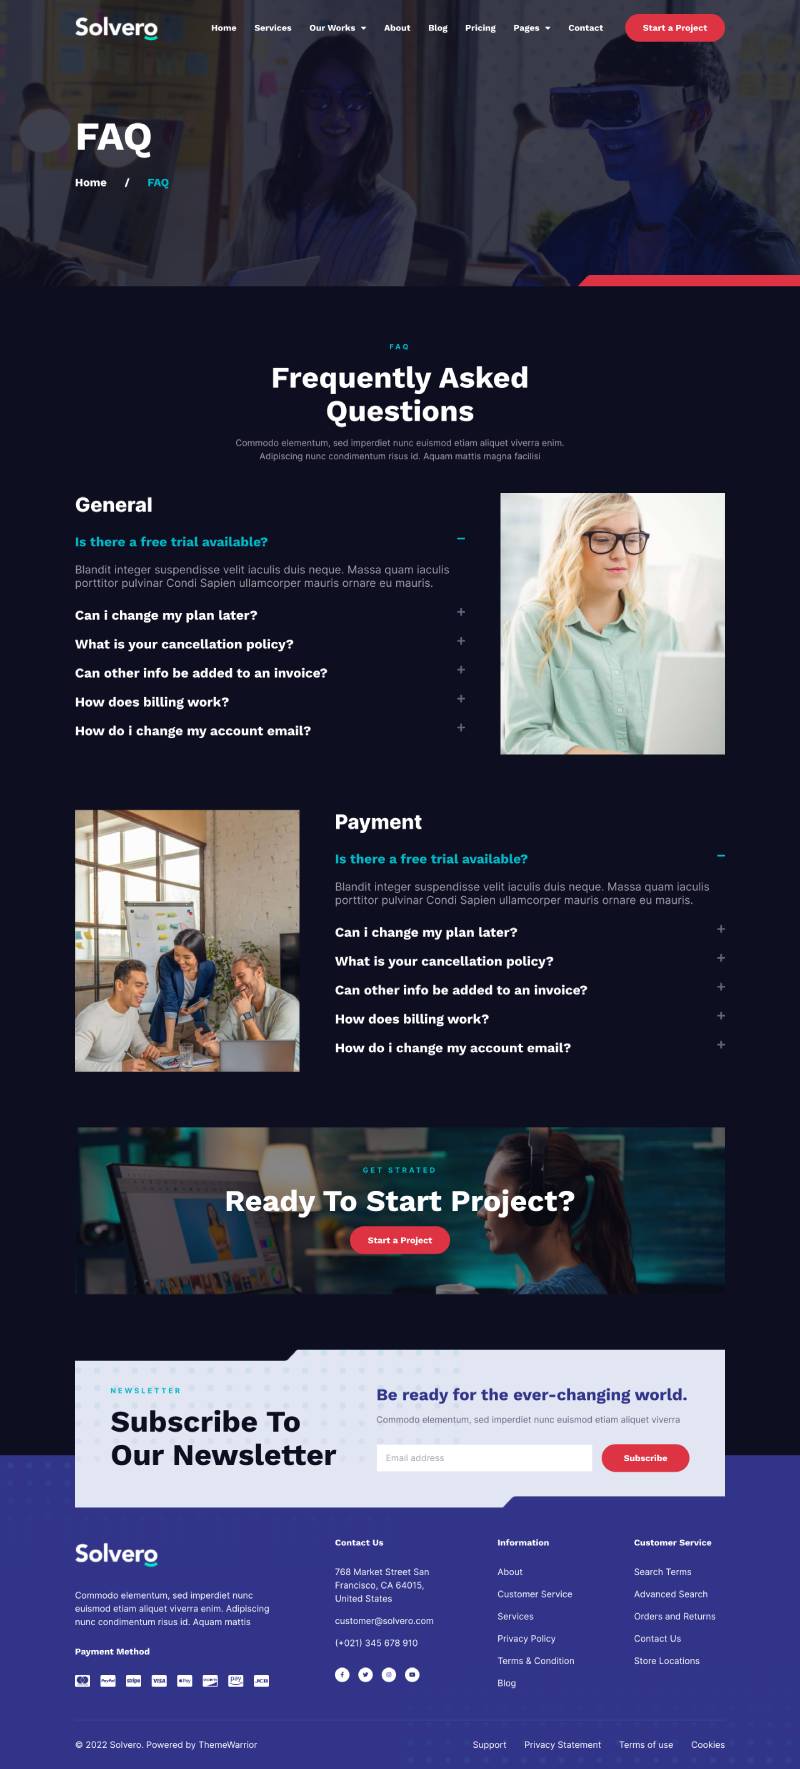 Solvero
Home Services Our Works About Blog Pricing Pages Contact Start a Project
FAQ
Home / FAQ
FAQ
Frequently Asked
Questions
Commodo elementum, sed imperdiet nunc euismod etiam aliquet viverra enim.
Adipiscing nunc condimentum risus id. Aquam mattis magna facilisi
General
Is there a free trial available?
Blandit integer suspendisse velit iaculis duis neque. Massa quam iaculis
porttitor pulvinar Condi Sapien ullamcorper mauris ornare eu mauris.
Can i change my plan later?
What is your cancellation policy?
Can other info be added to an invoice?
How does billing work?
How do i change my account email?
Payment
Is there a free trial available?
Blandit integer suspendisse velit iaculis duis neque. Massa quam iaculis
porttitor pulvinar Condi Sapien ullamcorper mauris ornare eu mauris.
Can i change my plan later?
What is your cancellation policy?
Can other info be added to an invoice?
How does billing work?
How do i change my account email?
GET STRATED
Ready To Start Project?
Start a Project
NEWSLETTER
Subscribe To
Our Newsletter
Be ready for the ever-changing world.
Commodo elementum, sed imperdiet nunc euismod etiam aliquet viverra
Email address
Subscribe
Solvero
Commodo elementum, sed imperdiet nunc
euismod etiam aliquet viverra enim. Adipiscing
nunc condimentum risus id. Aquam mattis
Payment Method
PayPal stripe VISA Pay pay JCB
Contact Us
768 Market Street San
Francisco, CA 64015,
United States
customer@solvero.com
(+021) 345 678 910
Information
About
Customer Service
Services
Privacy Policy
Terms & Condition
Blog
Customer Service
Search Terms
Advanced Search
Orders and Returns
Contact Us
Store Locations
© 2022 Solvero. Powered by ThemeWarrior
Support Privacy Statement Terms of use Cookies